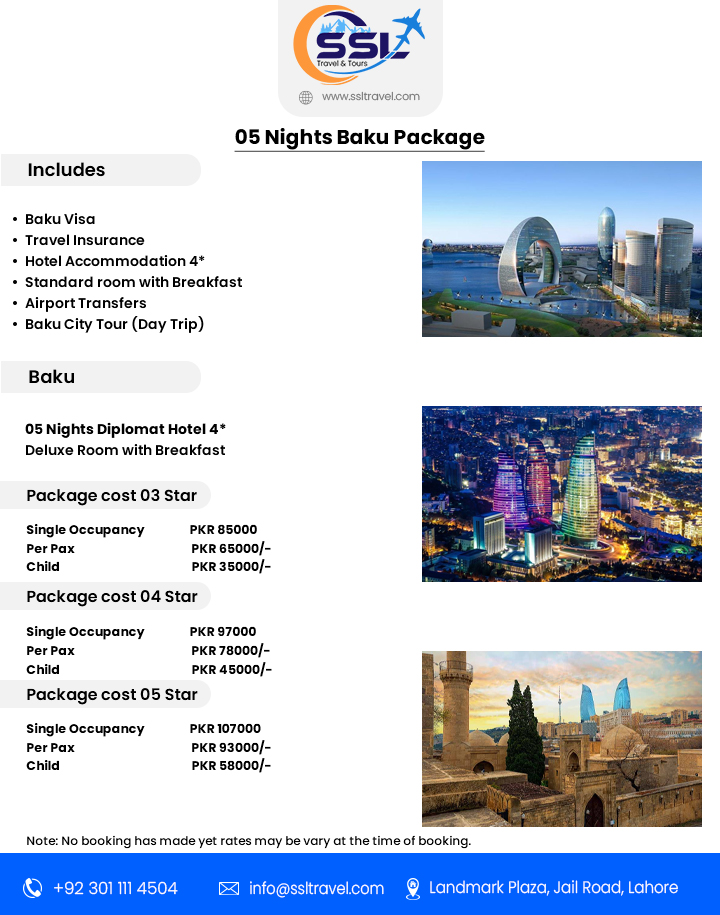 SSL
Travel & Tours
www.ssltravel.com
05 Nights Baku Package
Includes
• Baku Visa
• Travel Insurance
• Hotel Accommodation 4*
• Standard room with Breakfast
• Airport Transfers
• Baku City Tour (Day Trip)
Baku
05 Nights Diplomat Hotel 4*
Deluxe Room with Breakfast
Package cost 03 Star
Single Occupancy PKR 85000
Per Pax PKR 65000/-
Child PKR 35000/-
Package cost 04 Star
Single Occupancy PKR 97000
Per Pax PKR 78000/-
Child PKR 45000/-
Package cost 05 Star
Single Occupancy PKR 107000
Per Pax PKR 93000/-
Child PKR 58000/-
Note: No booking has made yet rates may be vary at the time of booking.
+92 301 111 4504 info@ssltravel.com Landmark Plaza, Jail Road, Lahore